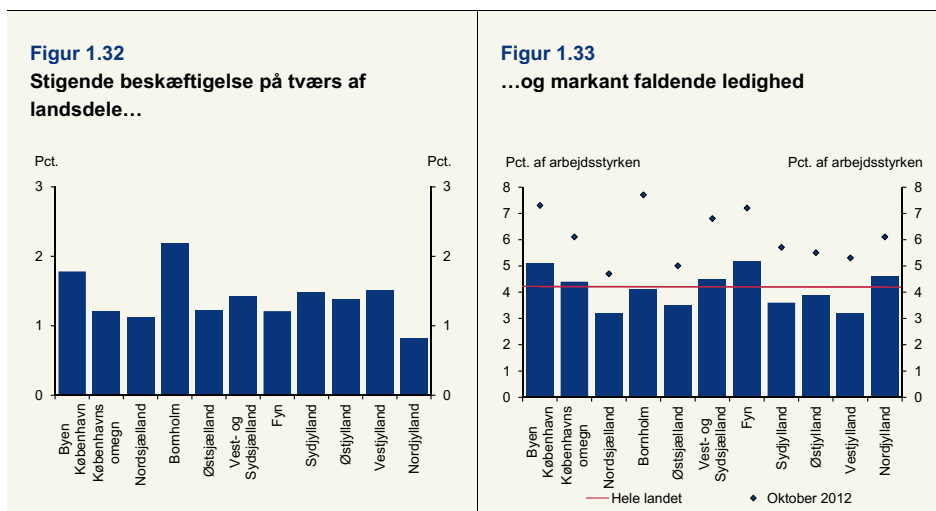 Figur 1.32
Stigende beskæftigelse på tværs af
landsdele…
Pct.
Pct.
3
2
1
0
3
2
1
0
Byen
København
Københavns
omegn
Nordsjælland
Bornholm
Østsjælland
Vest- og
Sydsjælland
Fyn
Sydjylland
Østjylland
Vestjylland
Nordjylland
Figur 1.33
…og markant faldende ledighed
Pct. af arbejdsstyrken
Pct. af arbejdsstyrken
8
7
6
5
4
3
2
1
0
8
7
6
5
4
3
2
1
0
Byen
København
Københavns
omegn
Nordsjælland
Bornholm
Østsjælland
Vest- og
Sydsjælland
Fyn
Sydjylland
Østjylland
Vestjylland
Nordjylland
Hele landet
Oktober 2012